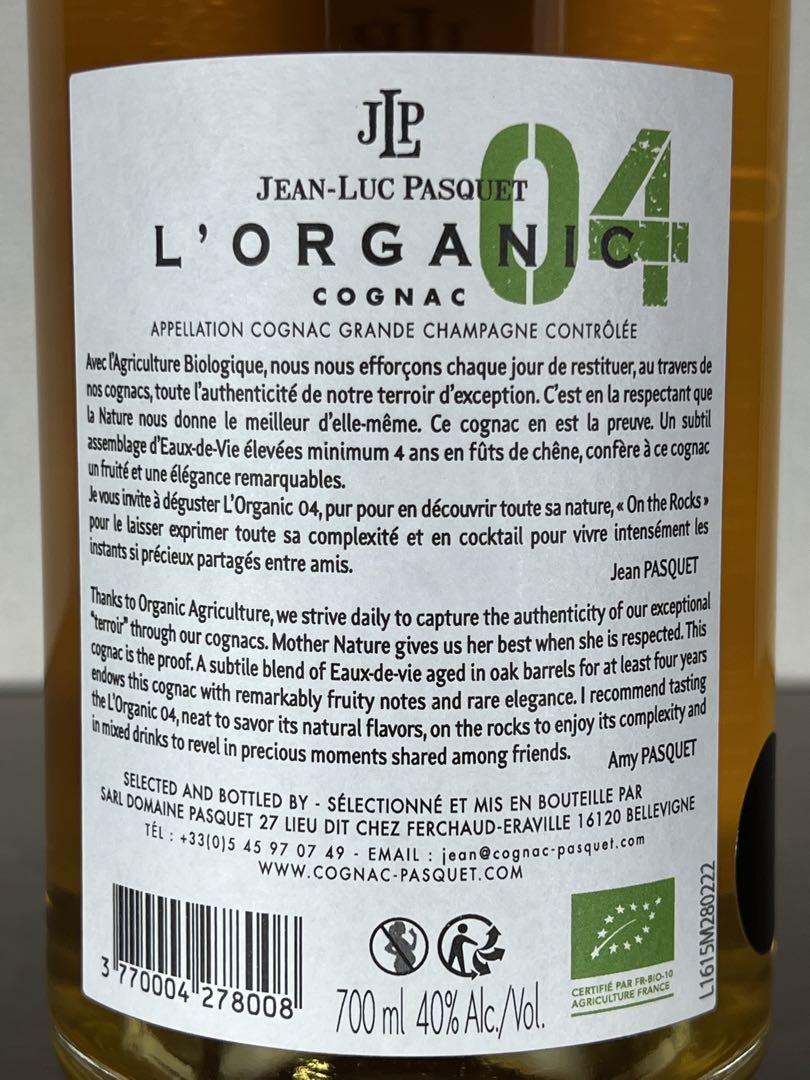 JLP
JEAN-LUC PASQUET
04
L'ORGANIC
COGNAC
APPELLATION COGNAC GRANDE CHAMPAGNE CONTRÔLÉE
Avec l'Agriculture Biologique, nous nous efforçons chaque jour de restituer, au travers de
nos cognacs, toute l'authenticité de notre terroir d'exception. C'est en la respectant que
la Nature nous donne le meilleur d'elle-même. Ce cognac en est la preuve. Un subtil
assemblage d'Eaux-de-Vie élevées minimum 4 ans en fûts de chêne, confère à ce cognac
un fruité et une élégance remarquables.
Je vous invite à déguster L'Organic 04, pur pour en découvrir toute sa nature, « On the Rocks »
pour le laisser exprimer toute sa complexité et en cocktail pour vivre intensément les
instants si précieux partagés entre amis.
Jean PASQUET
Thanks to Organic Agriculture, we strive daily to capture the authenticity of our exceptional
"terroir" through our cognacs. Mother Nature gives us her best when she is respected. This
cognac is the proof. A subtile blend of Eaux-de-vie aged in oak barrels for at least four years
endows this cognac with remarkably fruity notes and rare elegance. I recommend tasting
the L'Organic 04, neat to savor its natural flavors, on the rocks to enjoy its complexity and
in mixed drinks to revel in precious moments shared among friends.
Amy PASQUET
SELECTED AND BOTTLED BY - SÉLECTIONNÉ ET MIS EN BOUTEILLE PAR
SARL DOMAINE PASQUET 27 LIEU DIT CHEZ FERCHAUD-ERAVILLE 16120 BELLEVIGNE
TÉL : +33(0)5 45 97 07 49 - EMAIL : jean@cognac-pasquet.com
WWW.COGNAC-PASQUET.COM
3 770004 278008
700 ml 40% Alc./Vol.
CERTIFIÉ PAR FR-BIO-10
AGRICULTURE FRANCE
L1615M280222